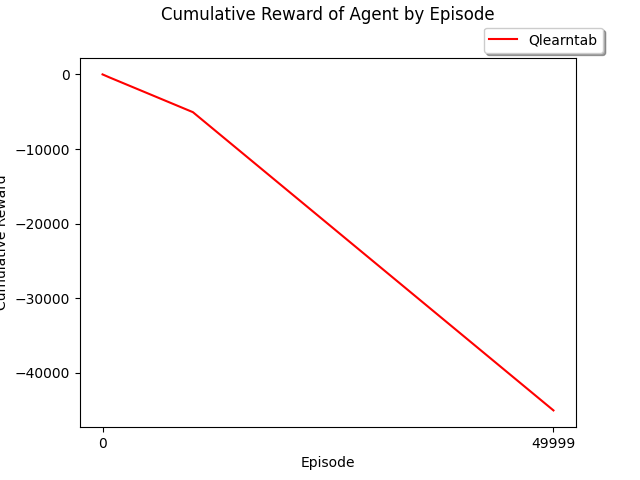 Cumulative Reward of Agent by Episode
Qlearntab
0
−10000
−20000
−30000
−40000
Cumulative Reward
0
49999
Episode